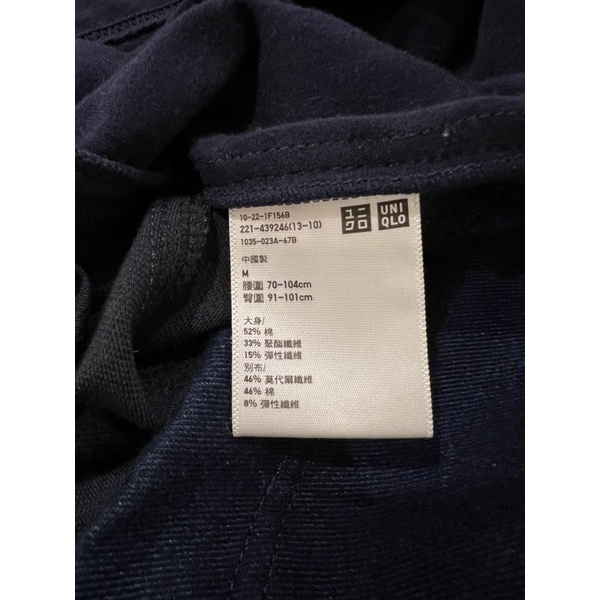 10-22-1F156B
221-439246(13-10)
1035-023A-67B
ユニ
クロ
UNI
QLO
中國製
M
腰圍 70-104cm
臀圍 91-101cm
大身/
52% 棉
33% 聚酯纖維
15% 彈性纖維
別布/
46% 莫代爾纖維
46% 棉
8% 彈性纖維